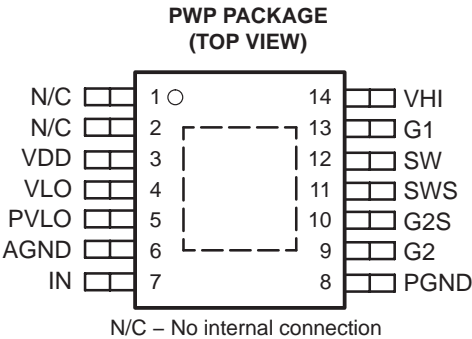 PWP PACKAGE
(TOP VIEW)
N/C 1 14 VHI
N/C 2 13 G1
VDD 3 12 SW
VLO 4 11 SWS
PVLO 5 10 G2S
AGND 6 9 G2
IN 7 8 PGND
N/C – No internal connection